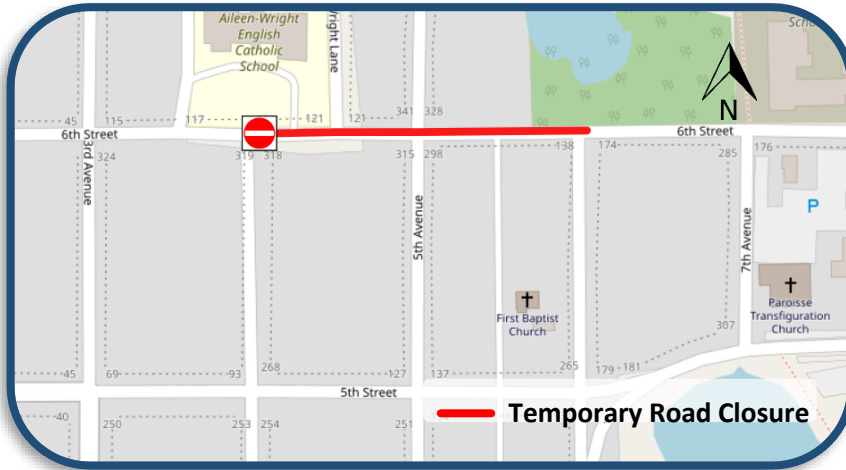 Aileen-Wright
English
Catholic
School
Wright Lane
Scho
341
328
45
115
117
121
121
6th Street
6th Street
N
3rd Avenue
324
319
318
315
298
138
174
285
176
5th Avenue
7th Avenue
P
First Baptist
Church
Paroisse
Transfiguration
Church
307
268
265
45
69
93
127
137
179
181
5th Street
40
250
253
254
251
Temporary Road Closure